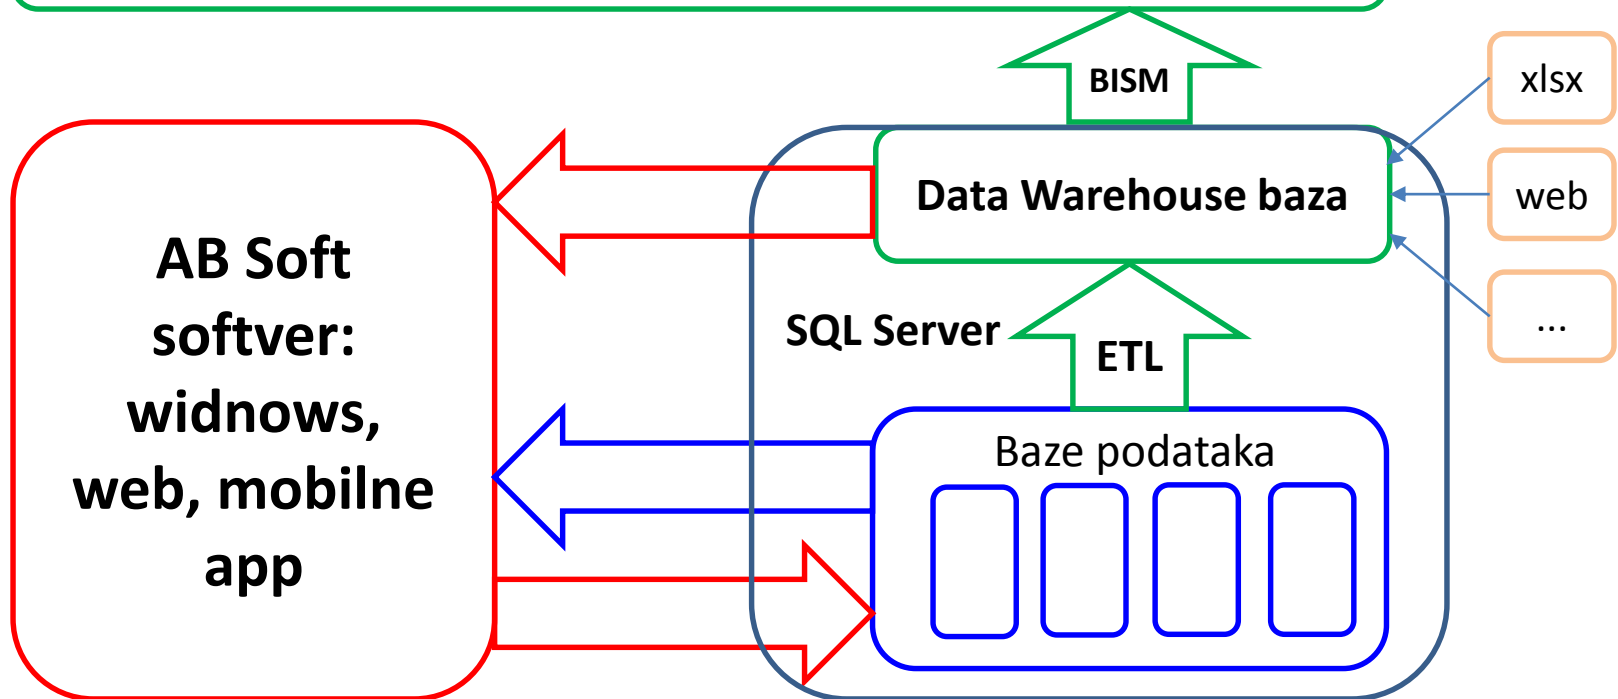 BISM
xlsx
Data Warehouse baza
web
AB Soft
softver:
widnows,
web, mobilne
app
SQL Server
ETL
...
Baze podataka